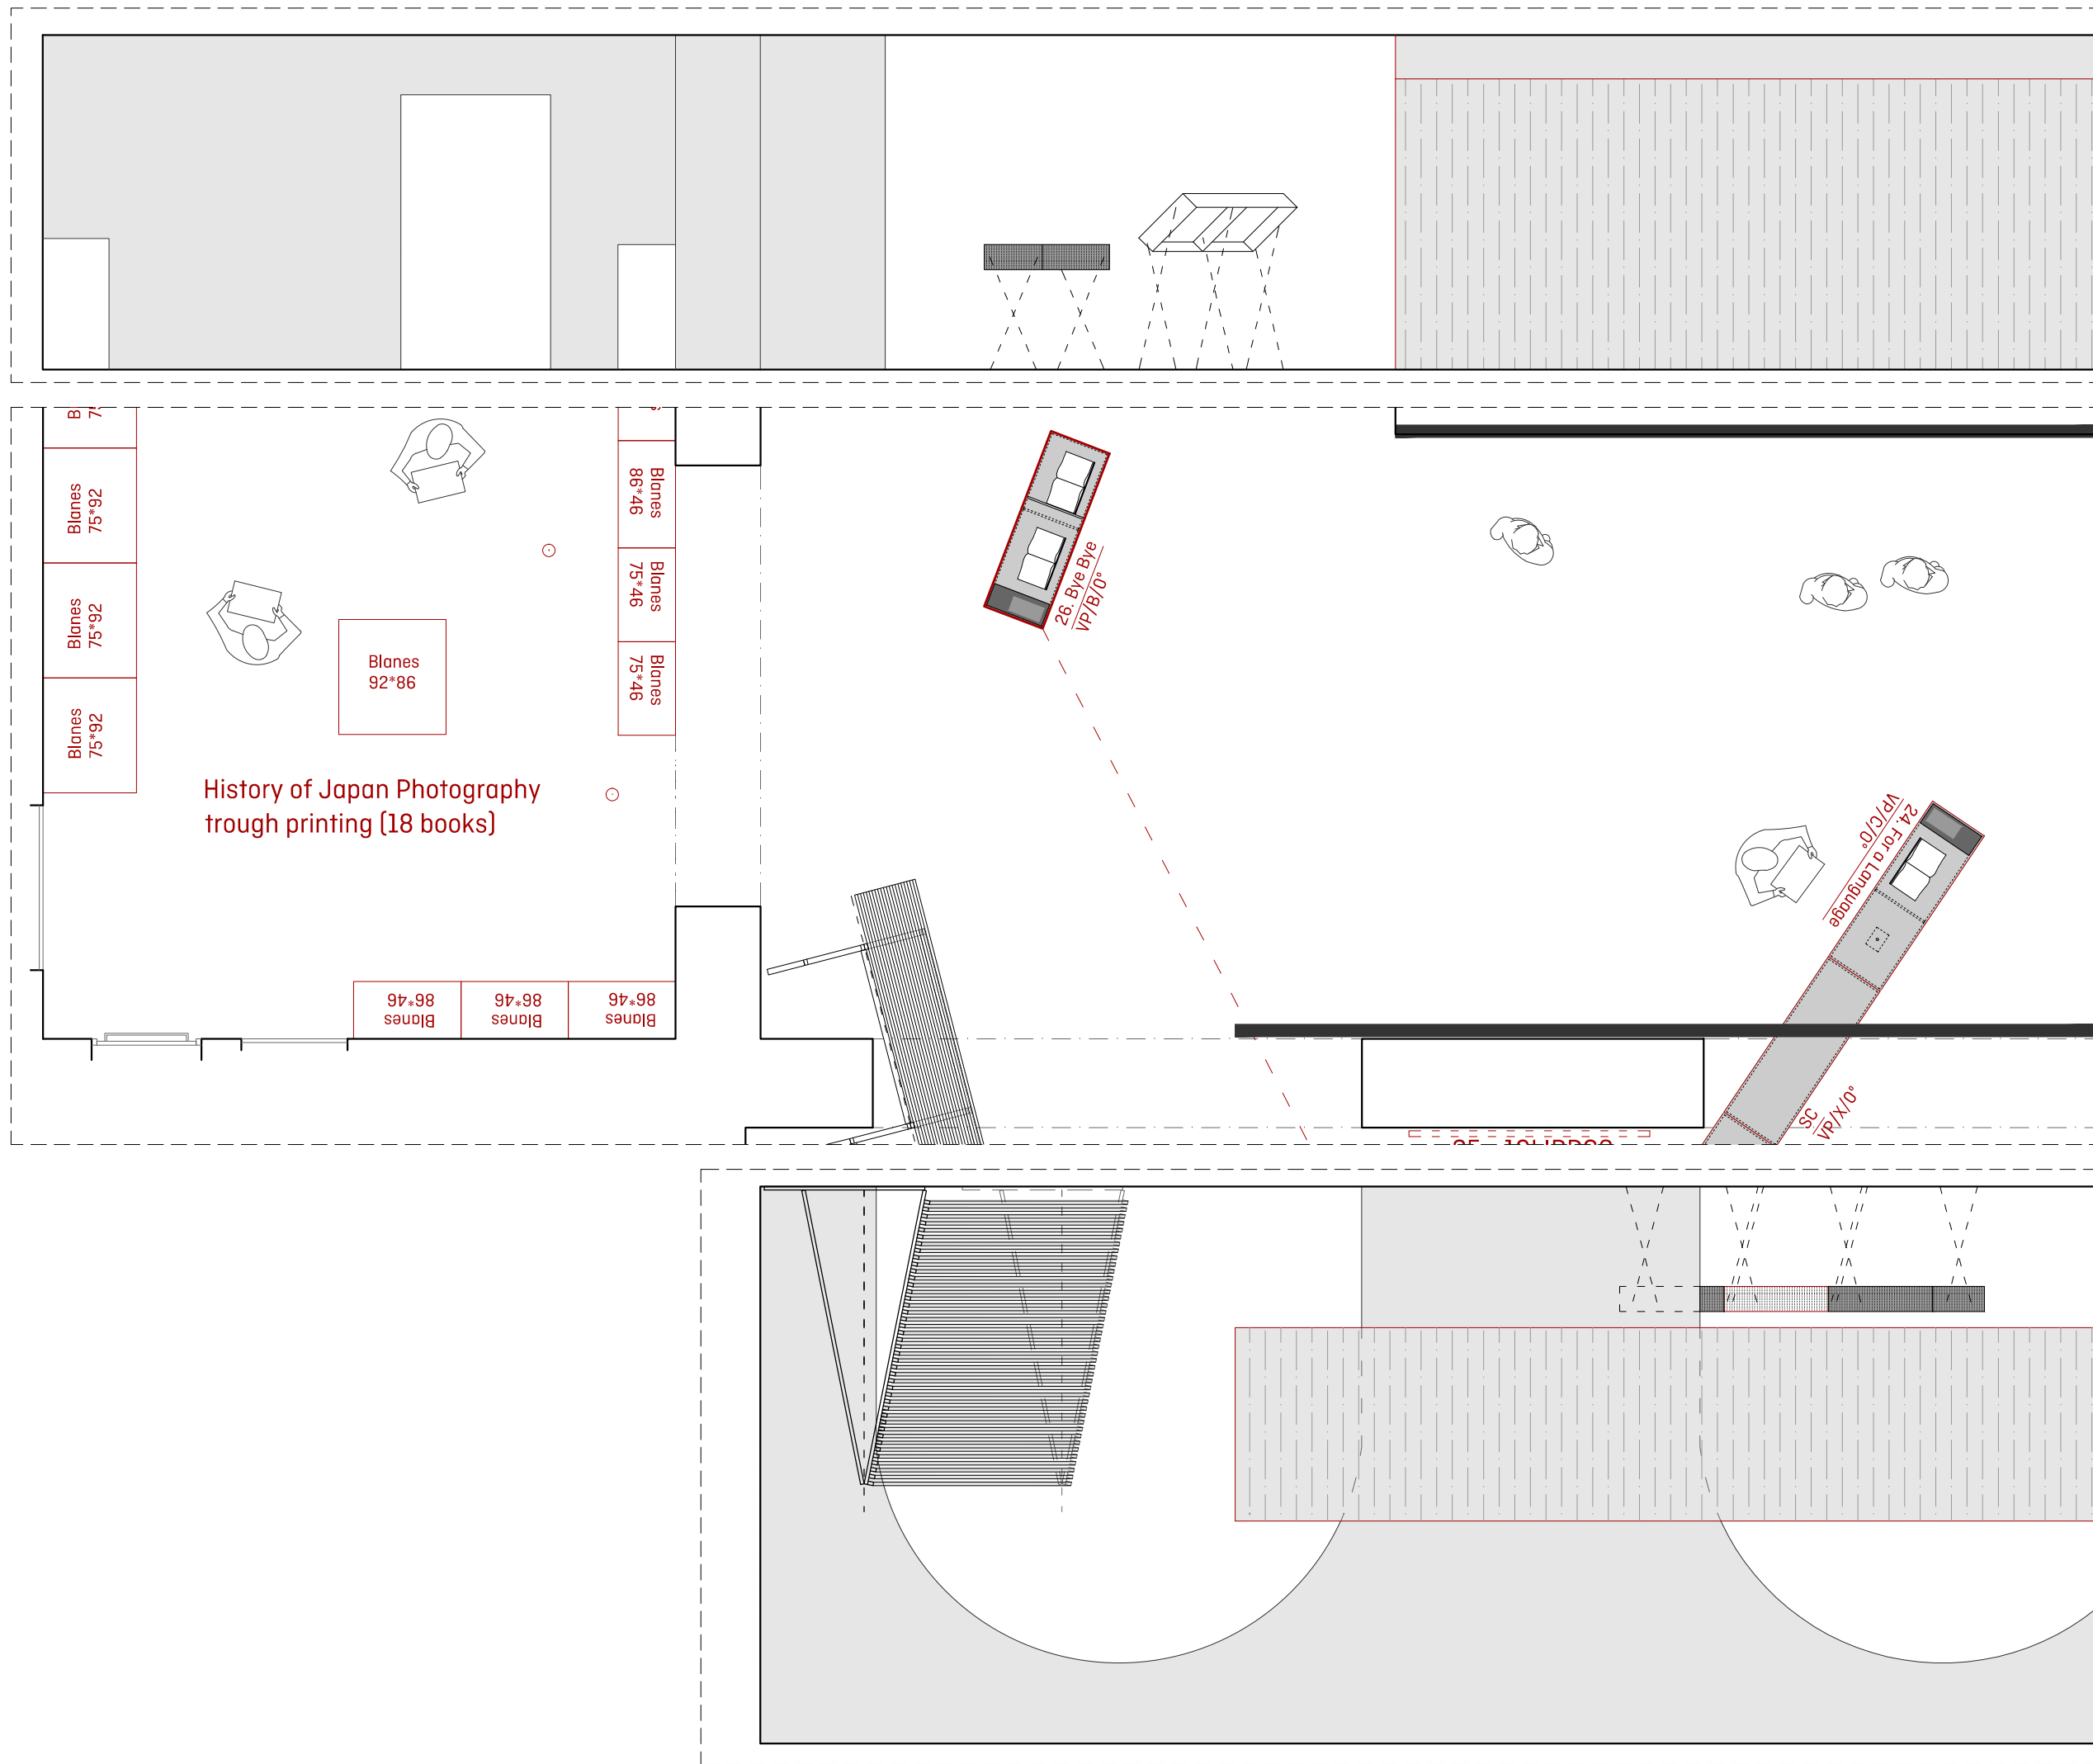 B
75
Blanes
75*92
Blanes
75*92
Blanes
75*92
Blanes
92*86
Blanes
86*46
Blanes
75*46
Blanes
75*46
History of Japan Photography
trough printing (18 books)
Blanes
86*46
Blanes
86*46
Blanes
86*46
26. Bye Bye
VP/B/0°
24. For a Language
VP/C/0°
SC
VP/X/0°